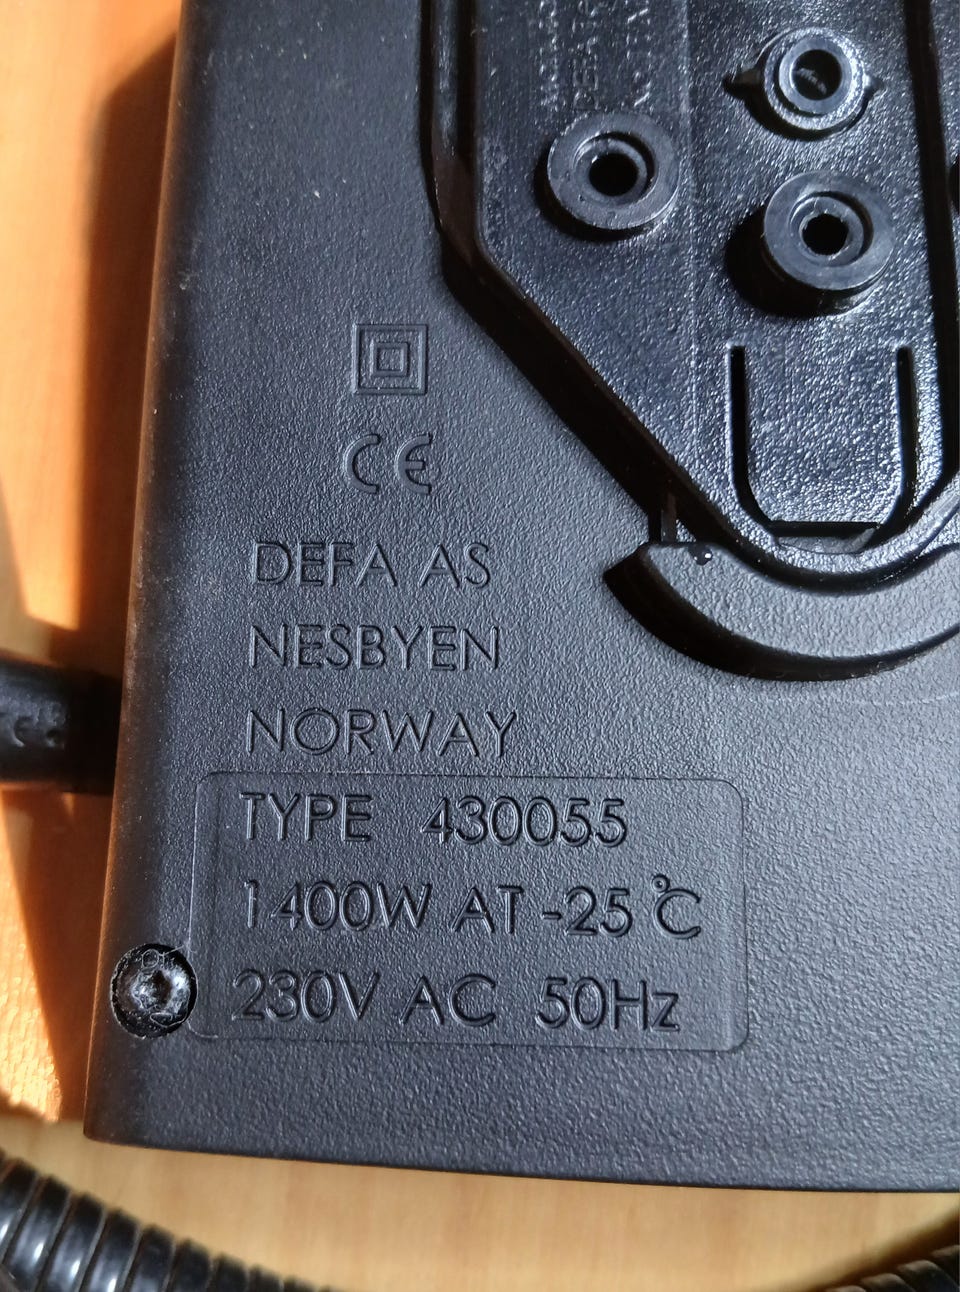 CE
DEFA AS
NESBYEN
NORWAY
TYPE 430055
1400W AT -25°C
230V AC 50Hz